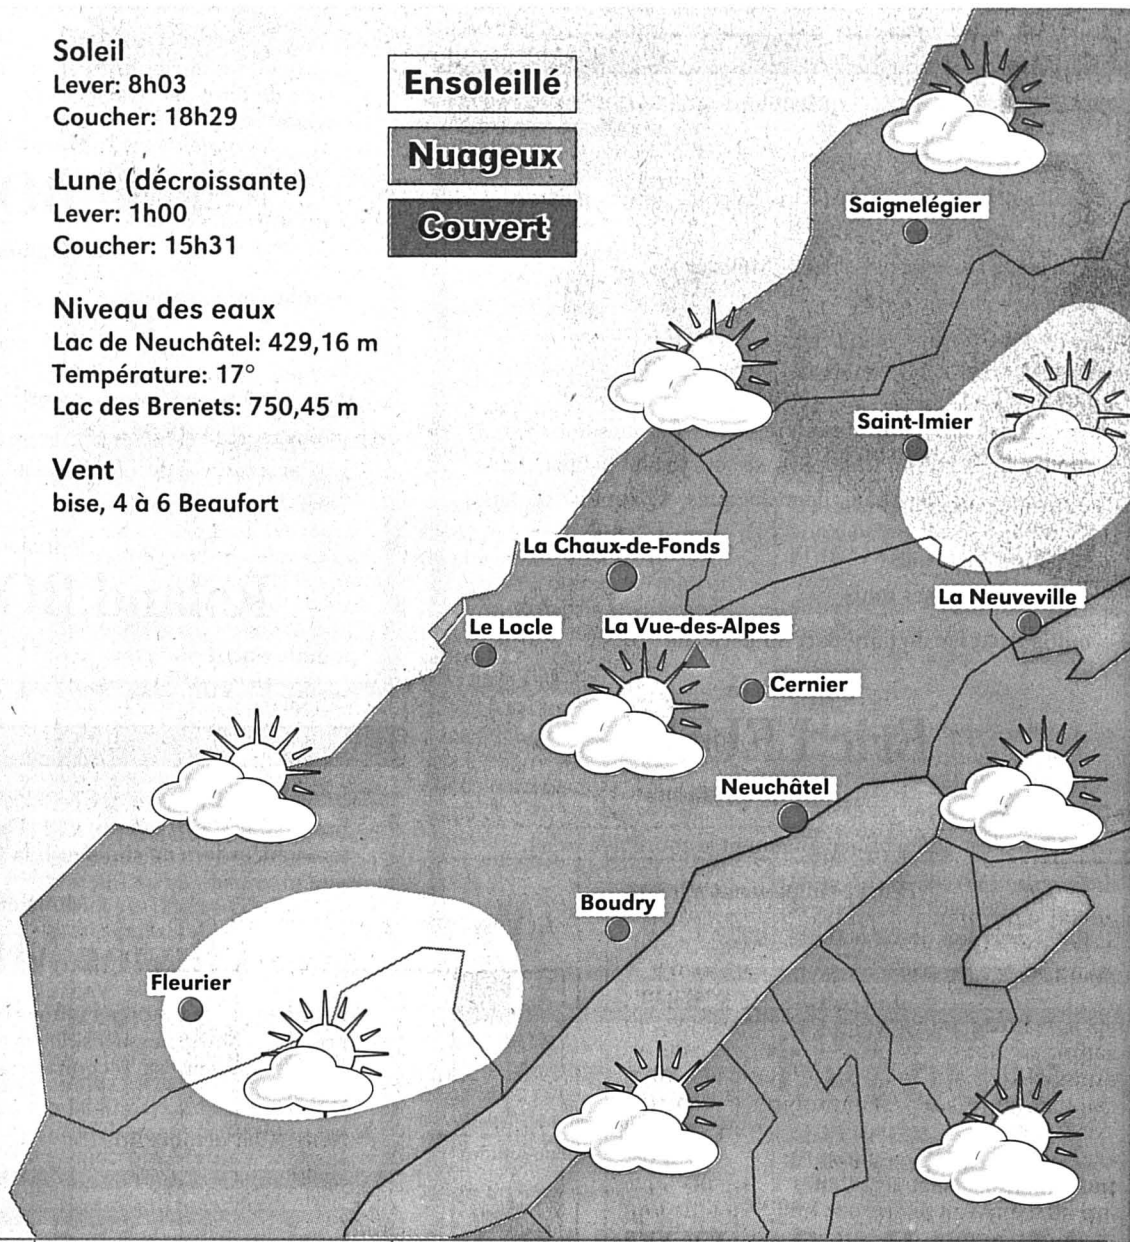 Soleil
Lever: 8h03
Coucher: 18h29
Lune (décroissante)
Lever: 1h00
Coucher: 15h31
Niveau des eaux
Lac de Neuchâtel: 429,16 m
Température: 17°
Lac des Brenets: 750,45 m
Vent
bise, 4 à 6 Beaufort
Ensoleillé
Nuageux
Couvert
Saignelégier
Saint-Imier
La Chaux-de-Fonds
La Neuveville
Le Locle
La Vue-des-Alpes
Cernier
Neuchâtel
Boudry
Fleurier